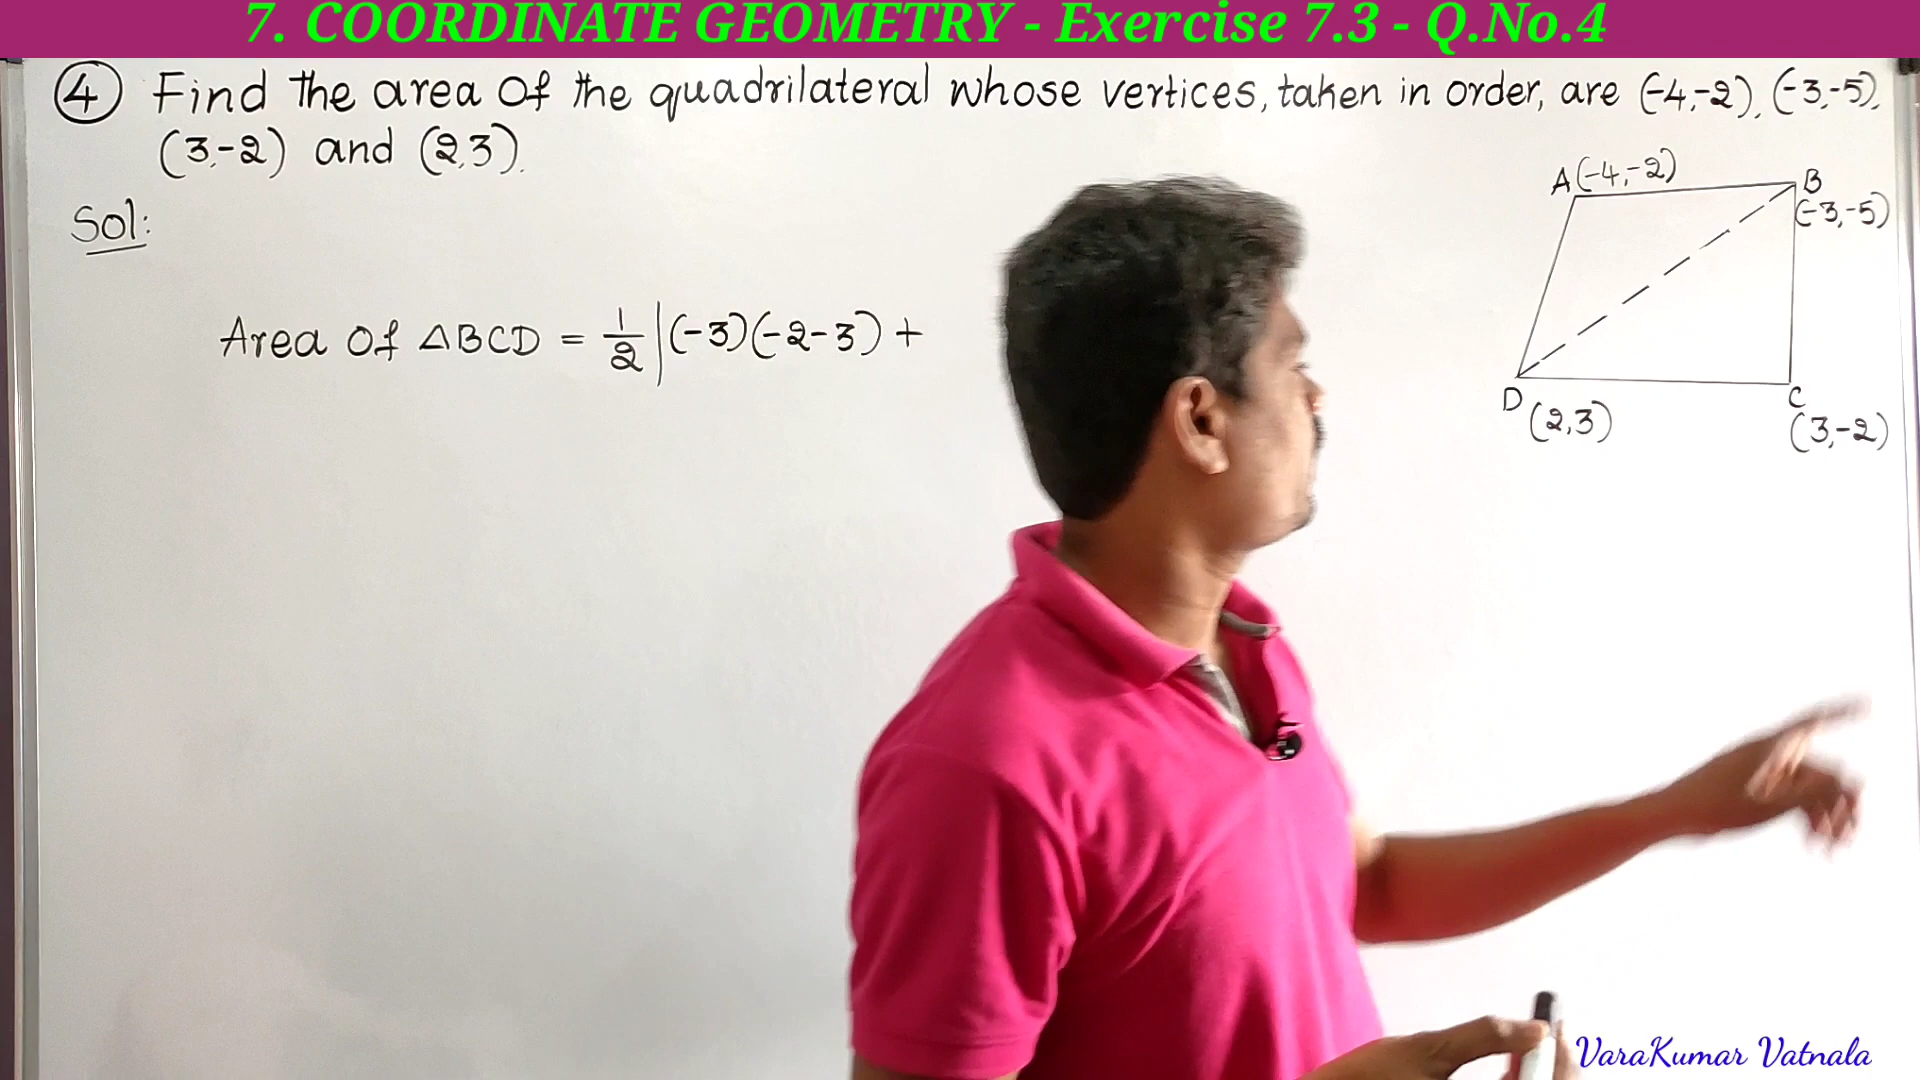 7. COORDINATE GEOMETRY - Exercise 7.3 - Q.No.4
4 Find the area of the quadrilateral whose vertices, taken in order, are (-4,-2), (-3,-5),
(3,-2) and (2,3).
Sol:
A(-4,-2)
B
(-3,-5)
Area of △BCD = 1/2 |(-3)(-2-3) +
D (2,3)
C
(3,-2)
VaraKumar Vatnala